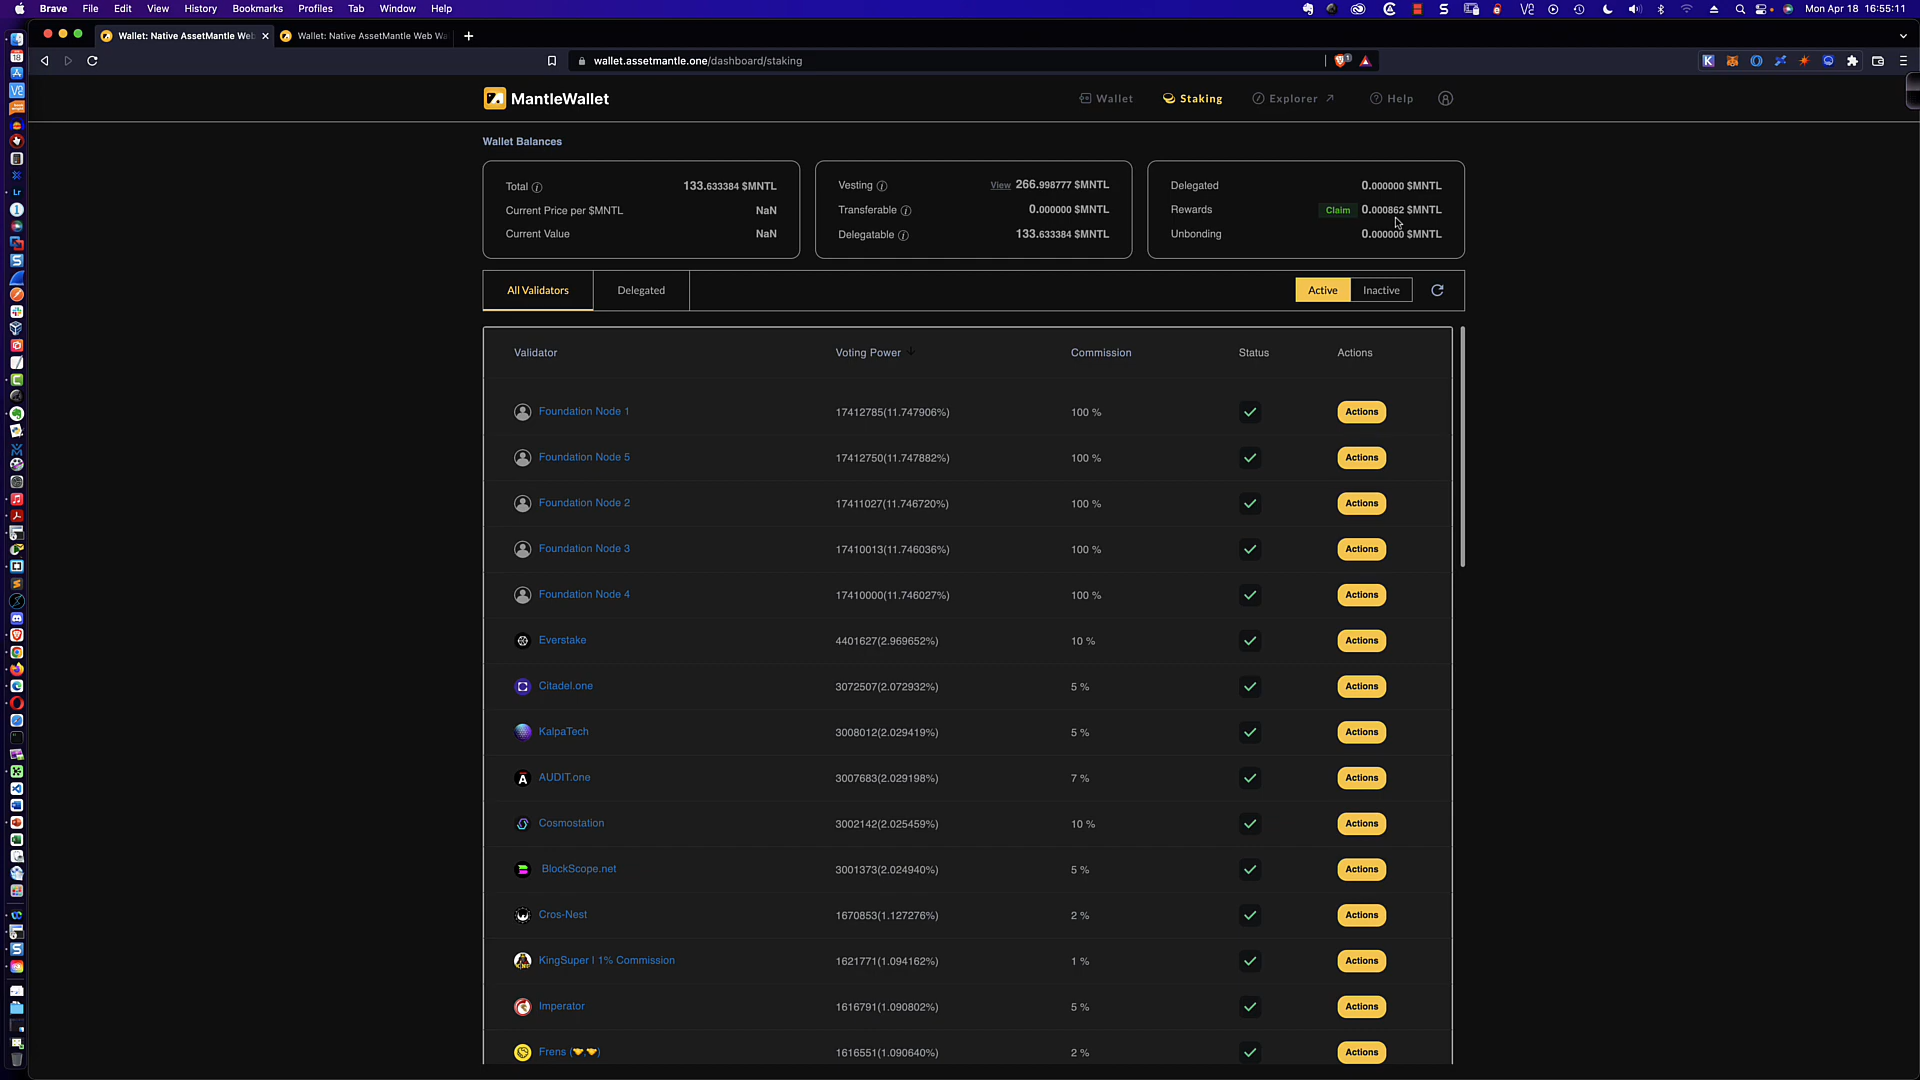 Brave File Edit View History Bookmarks Profiles Tab Window Help Mon Apr 18 16:55:11
Wallet: Native AssetMantle Web Wallet: Native AssetMantle Web Wa
wallet.assetmantle.one/dashboard/staking
MantleWallet Wallet Staking Explorer Help
Wallet Balances
Total 133.633384 $MNTL
Current Price per $MNTL NaN
Current Value NaN
Vesting View 266.998777 $MNTL
Transferable 0.000000 $MNTL
Delegatable 133.633384 $MNTL
Delegated 0.000000 $MNTL
Rewards Claim 0.000862 $MNTL
Unbonding 0.000000 $MNTL
All Validators Delegated Active Inactive
Validator Voting Power Commission Status Actions
Foundation Node 1 17412785(11.747906%) 100 % Actions
Foundation Node 5 17412750(11.747882%) 100 % Actions
Foundation Node 2 17411027(11.746720%) 100 % Actions
Foundation Node 3 17410013(11.746036%) 100 % Actions
Foundation Node 4 17410000(11.746027%) 100 % Actions
Everstake 4401627(2.969652%) 10 % Actions
Citadel.one 3072507(2.072932%) 5 % Actions
KalpaTech 3008012(2.029419%) 5 % Actions
AUDIT.one 3007683(2.029198%) 7 % Actions
Cosmostation 3002142(2.025459%) 10 % Actions
BlockScope.net 3001373(2.024940%) 5 % Actions
Cros-Nest 1670853(1.127276%) 2 % Actions
KingSuper | 1% Commission 1621771(1.094162%) 1 % Actions
Imperator 1616791(1.090802%) 5 % Actions
Frens (🤝,🤝) 1616551(1.090640%) 2 % Actions